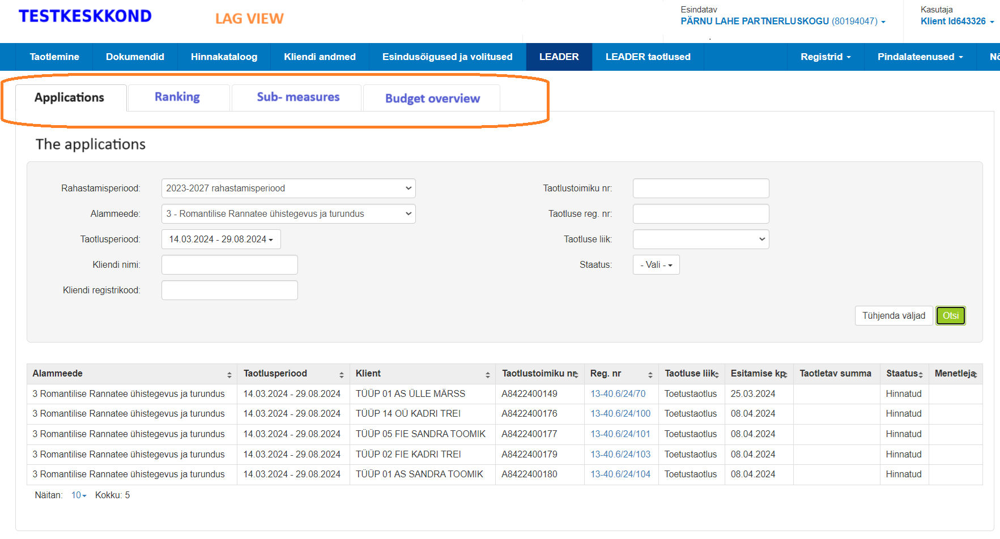 TESTKESKKOND
LAG VIEW
Esindatav
PÄRNU LAHE PARTNERLUSKOGU (80194047)
Kasutaja
Klient Id643326
Taotlemine Dokumendid Hinnakataloog Kliendi andmed Esindusõigused ja volitused LEADER LEADER taotlused Registrid Pindalateenused
Applications Ranking Sub- measures Budget overview
The applications
Rahastamisperiood: 2023-2027 rahastamisperiood Taotlustoimiku nr:
Alammeede: 3 - Romantilise Rannatee ühistegevus ja turundus Taotluse reg. nr:
Taotlusperiood: 14.03.2024 - 29.08.2024 Taotluse liik:
Kliendi nimi: Staatus: - Vali -
Kliendi registrikood:
Tühjenda väljad Otsi
Alammeede Taotlusperiood Klient Taotlustoimiku nr Reg. nr Taotluse liik Esitamise kp Taotletav summa Staatus Menetleja
3 Romantilise Rannatee ühistegevus ja turundus 14.03.2024 - 29.08.2024 TÜÜP 01 AS ÜLLE MÄRSS A8422400149 13-40.6/24/70 Toetustaotlus 25.03.2024 Hinnatud
3 Romantilise Rannatee ühistegevus ja turundus 14.03.2024 - 29.08.2024 TÜÜP 14 OÜ KADRI TREI A8422400176 13-40.6/24/100 Toetustaotlus 08.04.2024 Hinnatud
3 Romantilise Rannatee ühistegevus ja turundus 14.03.2024 - 29.08.2024 TÜÜP 05 FIE SANDRA TOOMIK A8422400177 13-40.6/24/101 Toetustaotlus 08.04.2024 Hinnatud
3 Romantilise Rannatee ühistegevus ja turundus 14.03.2024 - 29.08.2024 TÜÜP 02 FIE KADRI TREI A8422400179 13-40.6/24/103 Toetustaotlus 08.04.2024 Hinnatud
3 Romantilise Rannatee ühistegevus ja turundus 14.03.2024 - 29.08.2024 TÜÜP 01 AS SANDRA TOOMIK A8422400180 13-40.6/24/104 Toetustaotlus 08.04.2024 Hinnatud
Näitan: 10 Kokku: 5